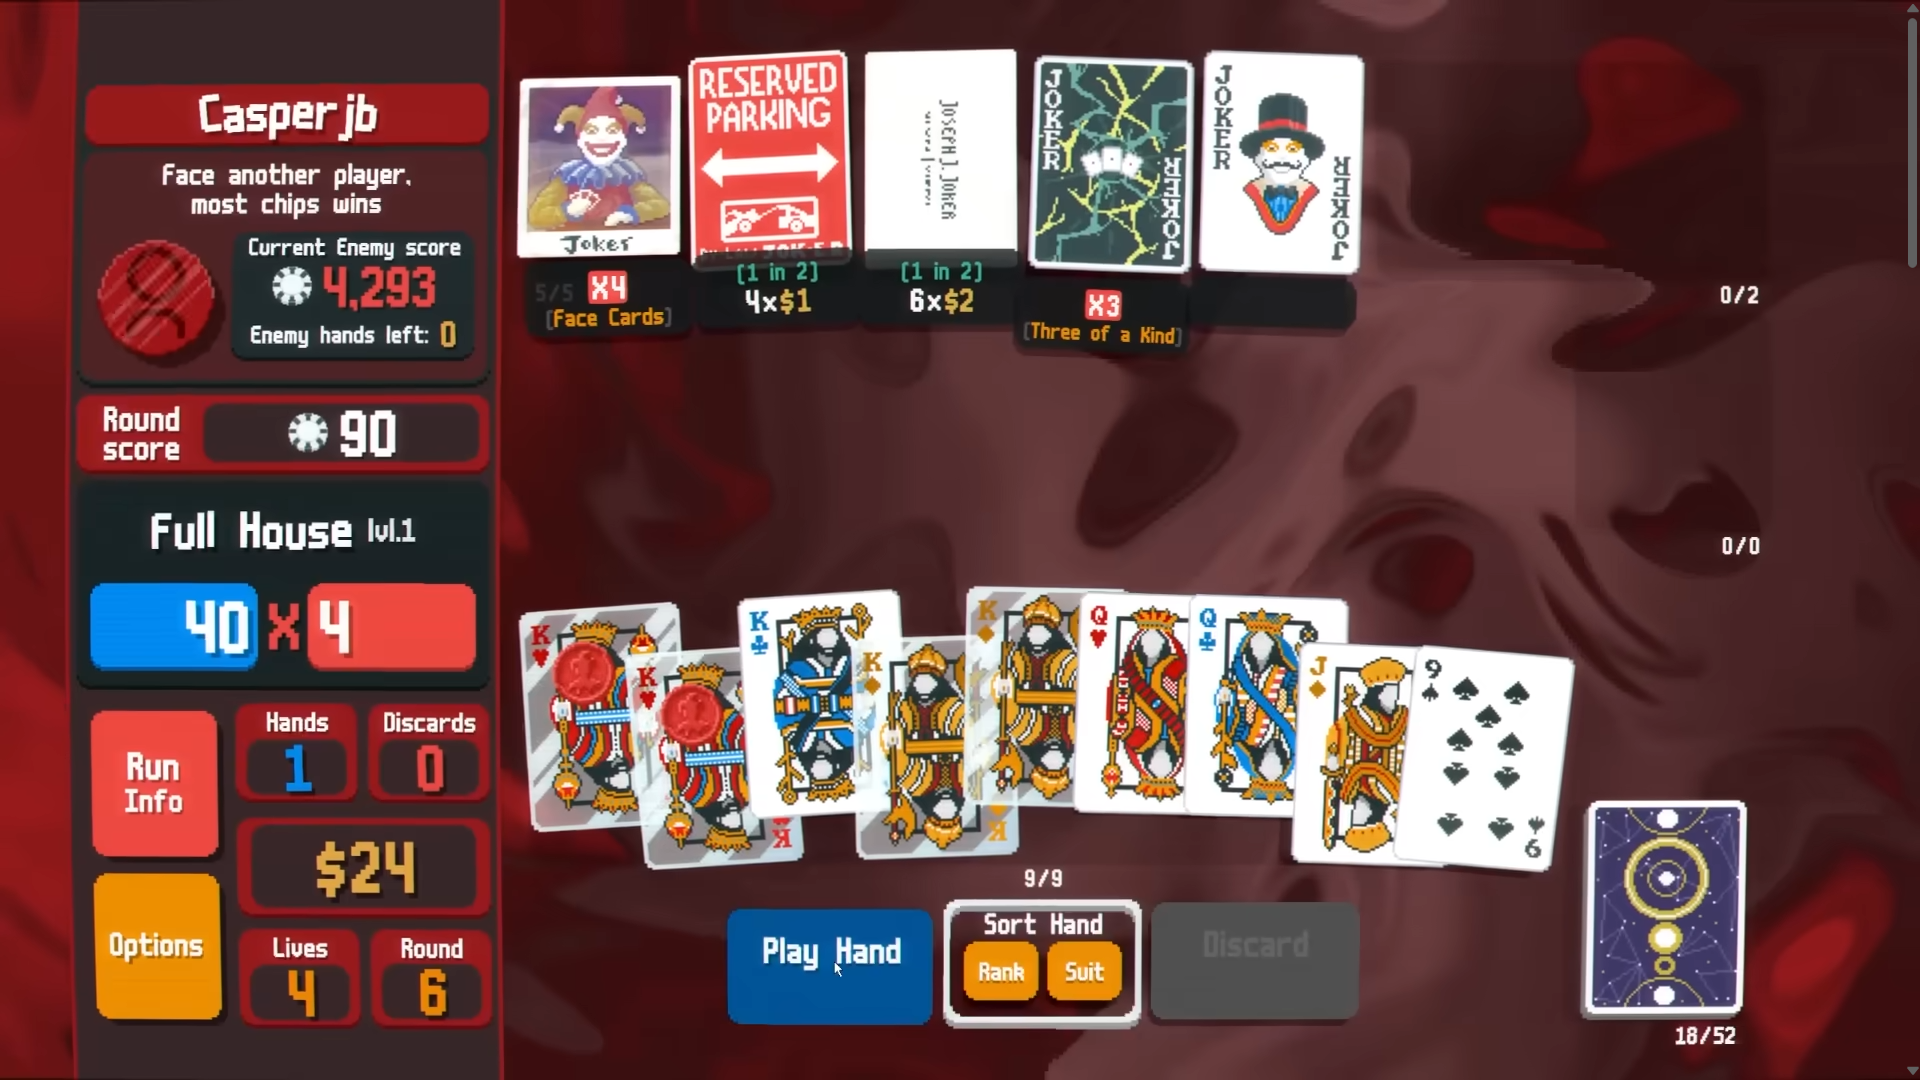 Casperjb
Face another player,
most chips wins
Current Enemy score
4,293
Enemy hands left: 0
Round
score
90
Full House lvl.1
40 X 4
Run
Info
Hands
1
Discards
0
$24
Options
Lives
4
Round
6
Joker
5/5 X4
[Face Cards]
RESERVED
PARKING
[1 in 2]
4x$1
JOSEPH J. JOKER
[1 in 2]
6x$2
JOKER
JOKER
X3
[Three of a Kind]
JOKER
JOKER
0/2
0/0
K
K
K
K
K
K
K
Q
Q
J
9
9
9/9
Play Hand
Sort Hand
Rank
Suit
Discard
18/52